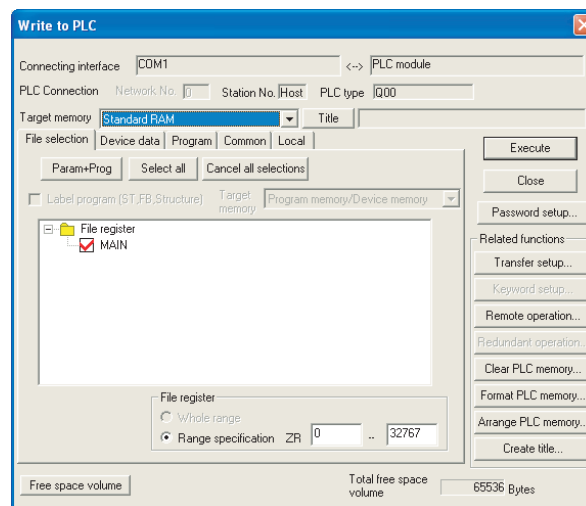 Write to PLC
Connecting interface COM1 <--> PLC module
PLC Connection Network No. 0 Station No. Host PLC type Q00
Target memory Standard RAM Title
File selection Device data Program Common Local
Param+Prog Select all Cancel all selections
Label program (ST,FB,Structure) Target memory Program memory/Device memory
File register
MAIN
File register
Whole range
Range specification ZR 0 .. 32767
Execute
Close
Password setup...
Related functions
Transfer setup...
Keyword setup...
Remote operation...
Redundant operation...
Clear PLC memory...
Format PLC memory...
Arrange PLC memory...
Create title...
Free space volume Total free space volume 65536 Bytes